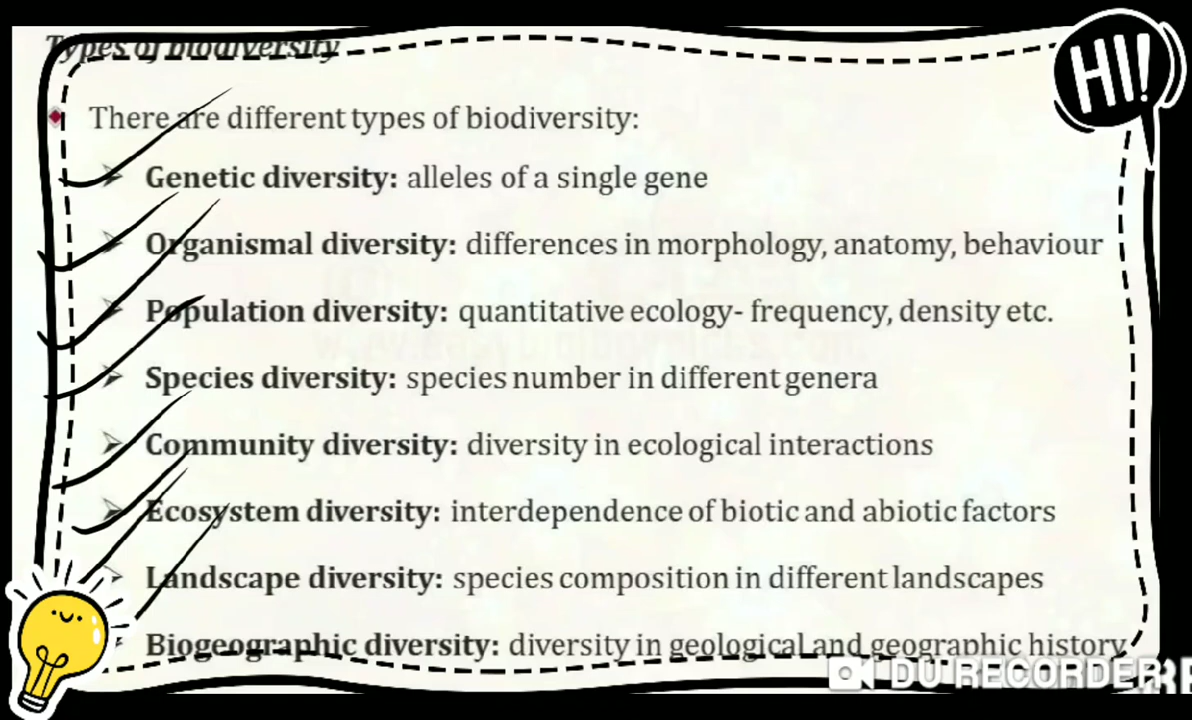 Types of biodiversity
HI!
There are different types of biodiversity:
Genetic diversity: alleles of a single gene
Organismal diversity: differences in morphology, anatomy, behaviour
Population diversity: quantitative ecology- frequency, density etc.
Species diversity: species number in different genera
Community diversity: diversity in ecological interactions
Ecosystem diversity: interdependence of biotic and abiotic factors
Landscape diversity: species composition in different landscapes
Biogeographic diversity: diversity in geological and geographic history
DU RECORDER